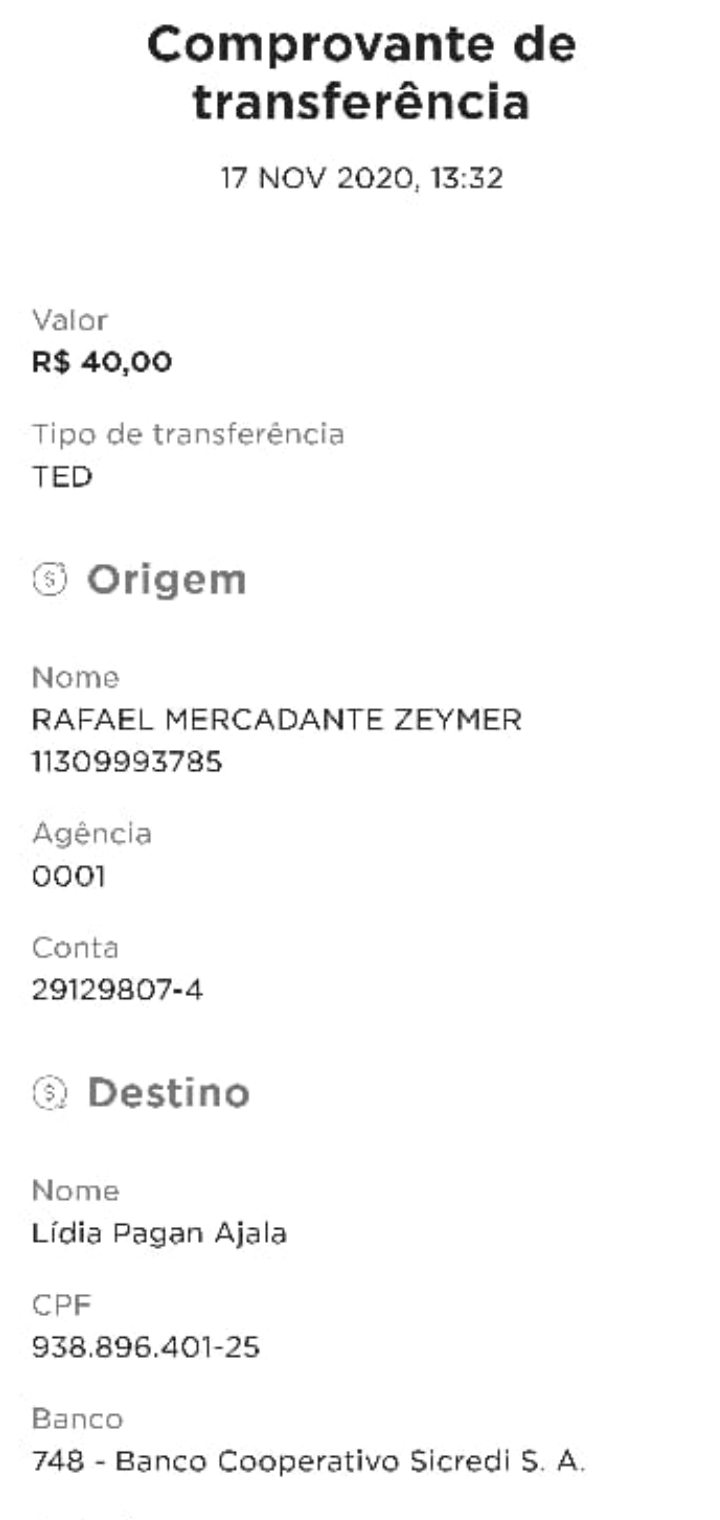 Comprovante de
transferência
17 NOV 2020, 13:32
Valor
R$ 40,00
Tipo de transferência
TED
Origem
Nome
RAFAEL MERCADANTE ZEYMER
11309993785
Agência
0001
Conta
29129807-4
Destino
Nome
Lídia Pagan Ajala
CPF
938.896.401-25
Banco
748 - Banco Cooperativo Sicredi S. A.